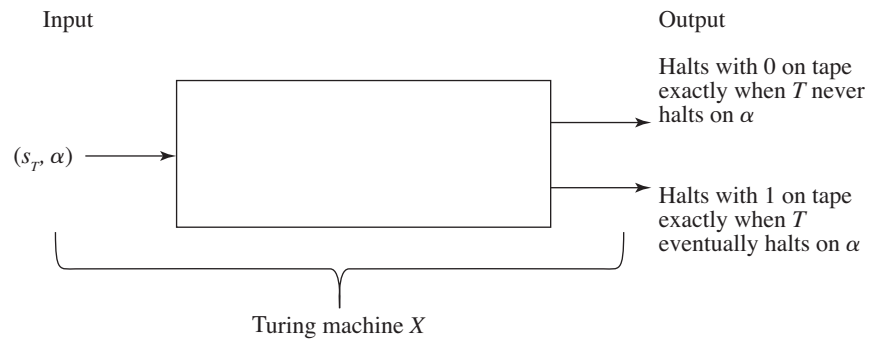 Input
Output
Halts with 0 on tape
exactly when T never
halts on α
(s_T, α)
Halts with 1 on tape
exactly when T
eventually halts on α
Turing machine X